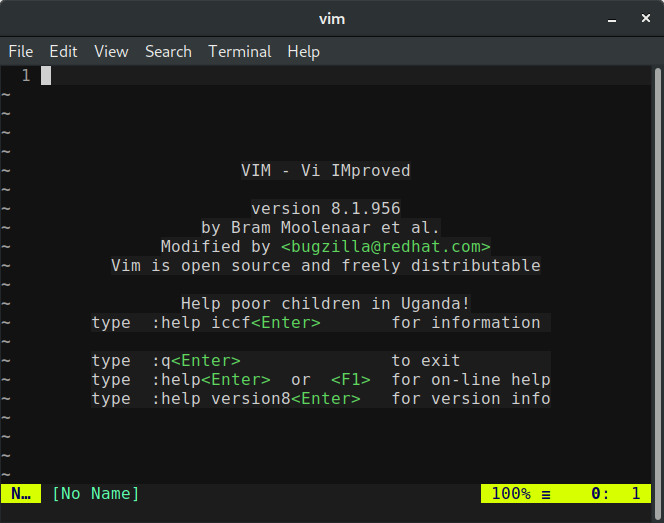 vim
File Edit View Search Terminal Help
1
~
~
~
~
VIM - Vi IMproved
~
~
version 8.1.956
~
by Bram Moolenaar et al.
~
Modified by <bugzilla@redhat.com>
~
Vim is open source and freely distributable
~
~
Help poor children in Uganda!
~
type :help iccf<Enter> for information
~
~
type :q<Enter> to exit
~
type :help<Enter> or <F1> for on-line help
~
type :help version8<Enter> for version info
~
~
~
~
N… [No Name] 100% ≡ 0: 1